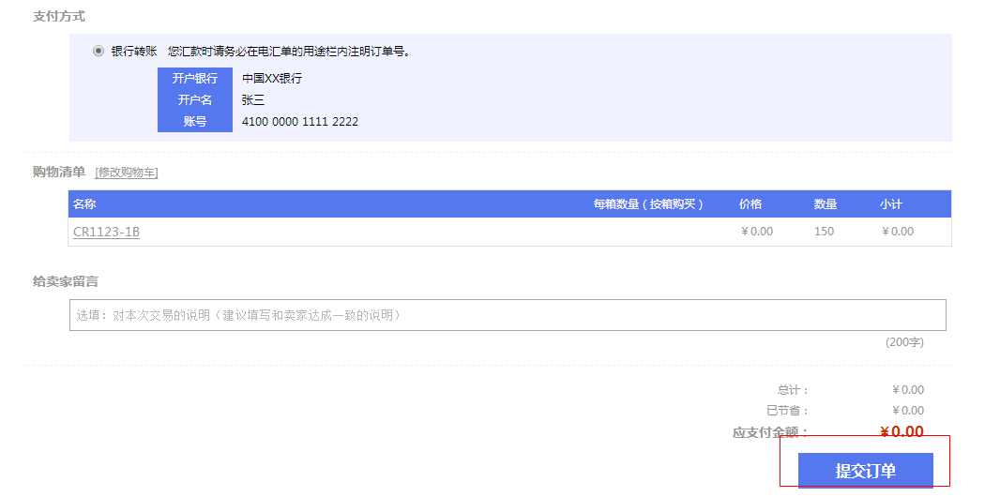 支付方式
银行转账 您汇款时请务必在电汇单的用途栏内注明订单号。
开户银行 中国XX银行
开户名 张三
账号 4100 0000 1111 2222
购物清单 [修改购物车]
名称 每箱数量(按箱购买) 价格 数量 小计
CR1123-1B ￥0.00 150 ￥0.00
给卖家留言
选填：对本次交易的说明（建议填写和卖家达成一致的说明）
(200字)
总计： ￥0.00
已节省： ￥0.00
应支付金额： ￥0.00
提交订单